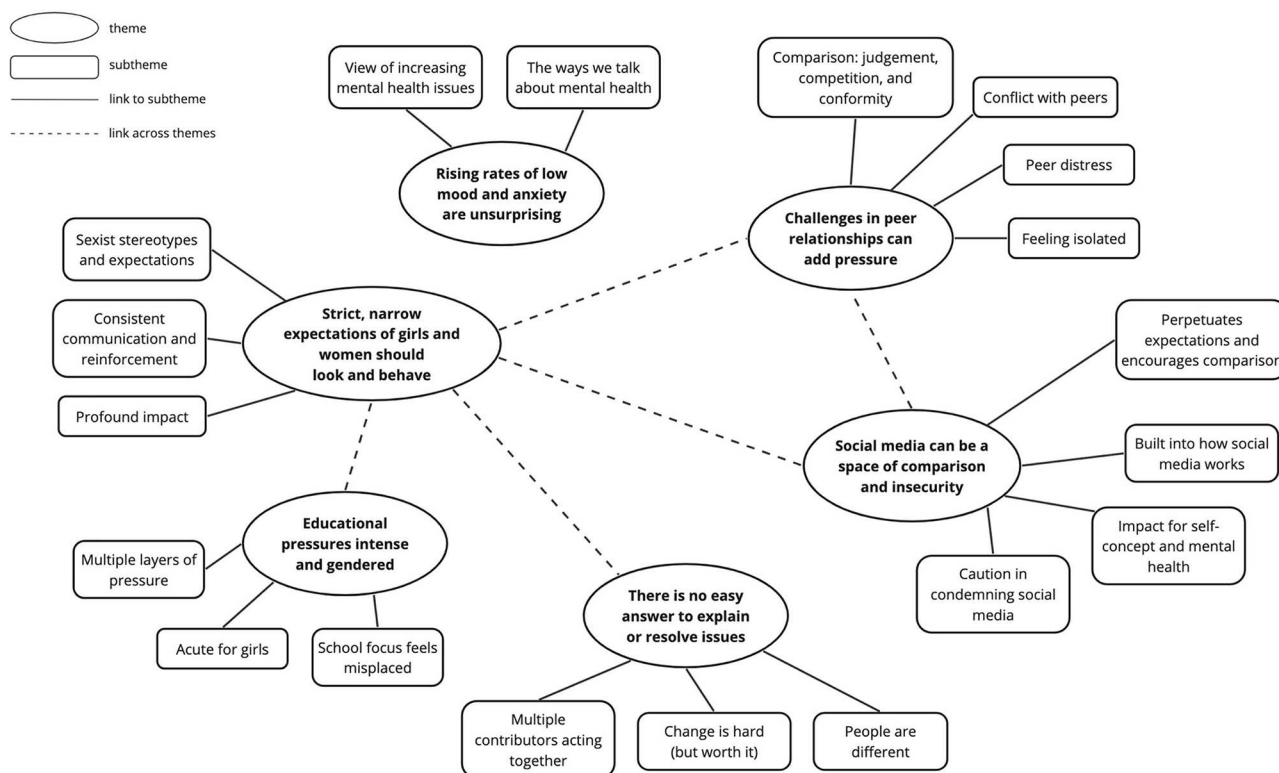 theme
subtheme
link to subtheme
link across themes
View of increasing
mental health issues
The ways we talk
about mental health
Rising rates of low
mood and anxiety
are unsurprising
Comparison: judgement,
competition, and
conformity
Conflict with peers
Peer distress
Feeling isolated
Challenges in peer
relationships can
add pressure
Sexist stereotypes
and expectations
Consistent
communication and
reinforcement
Profound impact
Strict, narrow
expectations of girls and
women should
look and behave
Perpetuates
expectations and
encourages comparison
Built into how social
media works
Impact for self-
concept and mental
health
Caution in
condemning social
media
Social media can be a
space of comparison
and insecurity
Educational
pressures intense
and gendered
Multiple layers of
pressure
Acute for girls
School focus feels
misplaced
There is no easy
answer to explain
or resolve issues
Multiple
contributors acting
together
Change is hard
(but worth it)
People are
different